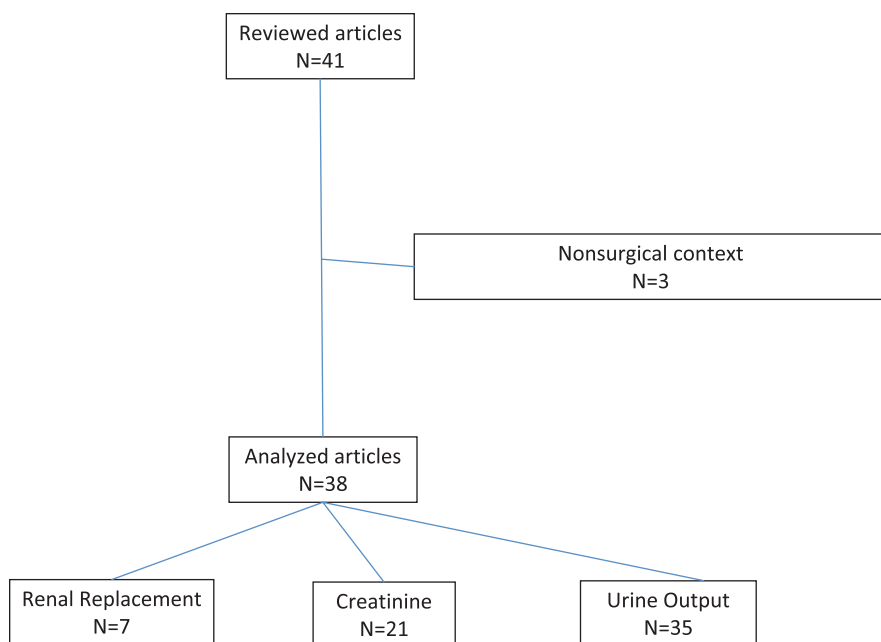 Reviewed articles
N=41
Nonsurgical context
N=3
Analyzed articles
N=38
Renal Replacement
N=7
Creatinine
N=21
Urine Output
N=35